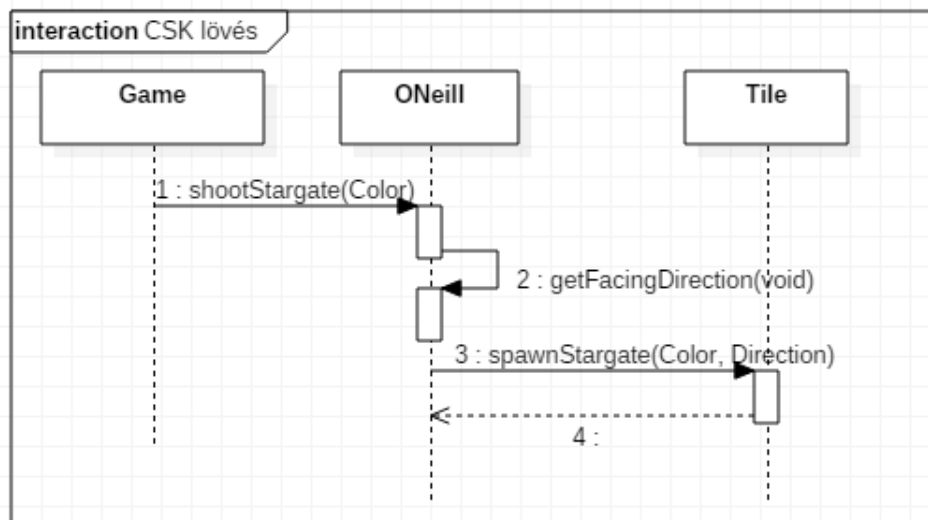 interaction CSK lövés
Game
ONeill
Tile
1 : shootStargate(Color)
2 : getFacingDirection(void)
3 : spawnStargate(Color, Direction)
4 :